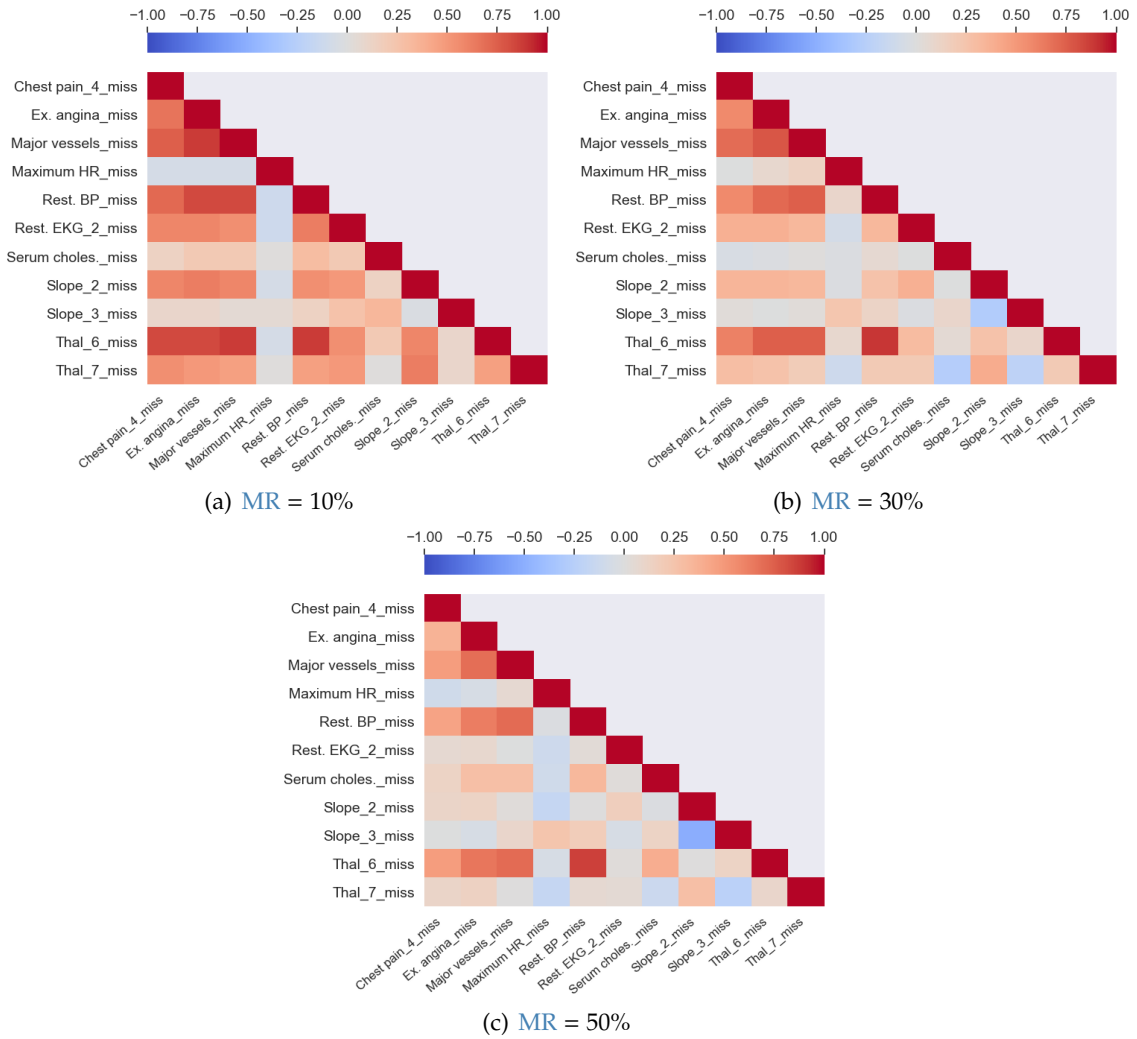 −1.00 −0.75 −0.50 −0.25 0.00 0.25 0.50 0.75 1.00
Chest pain_4_miss
Ex. angina_miss
Major vessels_miss
Maximum HR_miss
Rest. BP_miss
Rest. EKG_2_miss
Serum choles._miss
Slope_2_miss
Slope_3_miss
Thal_6_miss
Thal_7_miss
Chest pain_4_miss
Ex. angina_miss
Major vessels_miss
Maximum HR_miss
Rest. BP_miss
Rest. EKG_2_miss
Serum choles._miss
Slope_2_miss
Slope_3_miss
Thal_6_miss
Thal_7_miss
(a) MR = 10%
−1.00 −0.75 −0.50 −0.25 0.00 0.25 0.50 0.75 1.00
Chest pain_4_miss
Ex. angina_miss
Major vessels_miss
Maximum HR_miss
Rest. BP_miss
Rest. EKG_2_miss
Serum choles._miss
Slope_2_miss
Slope_3_miss
Thal_6_miss
Thal_7_miss
Chest pain_4_miss
Ex. angina_miss
Major vessels_miss
Maximum HR_miss
Rest. BP_miss
Rest. EKG_2_miss
Serum choles._miss
Slope_2_miss
Slope_3_miss
Thal_6_miss
Thal_7_miss
(b) MR = 30%
−1.00 −0.75 −0.50 −0.25 0.00 0.25 0.50 0.75 1.00
Chest pain_4_miss
Ex. angina_miss
Major vessels_miss
Maximum HR_miss
Rest. BP_miss
Rest. EKG_2_miss
Serum choles._miss
Slope_2_miss
Slope_3_miss
Thal_6_miss
Thal_7_miss
Chest pain_4_miss
Ex. angina_miss
Major vessels_miss
Maximum HR_miss
Rest. BP_miss
Rest. EKG_2_miss
Serum choles._miss
Slope_2_miss
Slope_3_miss
Thal_6_miss
Thal_7_miss
(c) MR = 50%